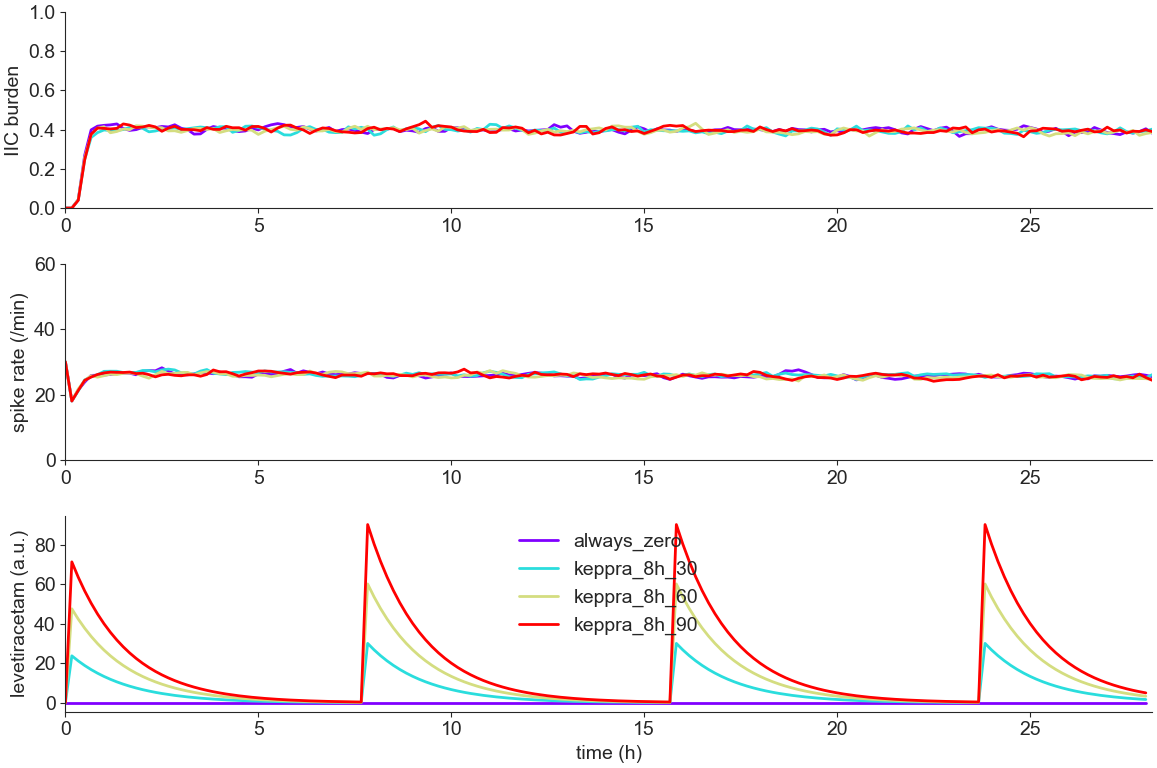 1.0
0.8
0.6
0.4
0.2
0.0
IIC burden
0 5 10 15 20 25
60
40
20
0
spike rate (/min)
0 5 10 15 20 25
80
60
40
20
0
levetiracetam (a.u.)
always_zero
keppra_8h_30
keppra_8h_60
keppra_8h_90
0 5 10 15 20 25
time (h)